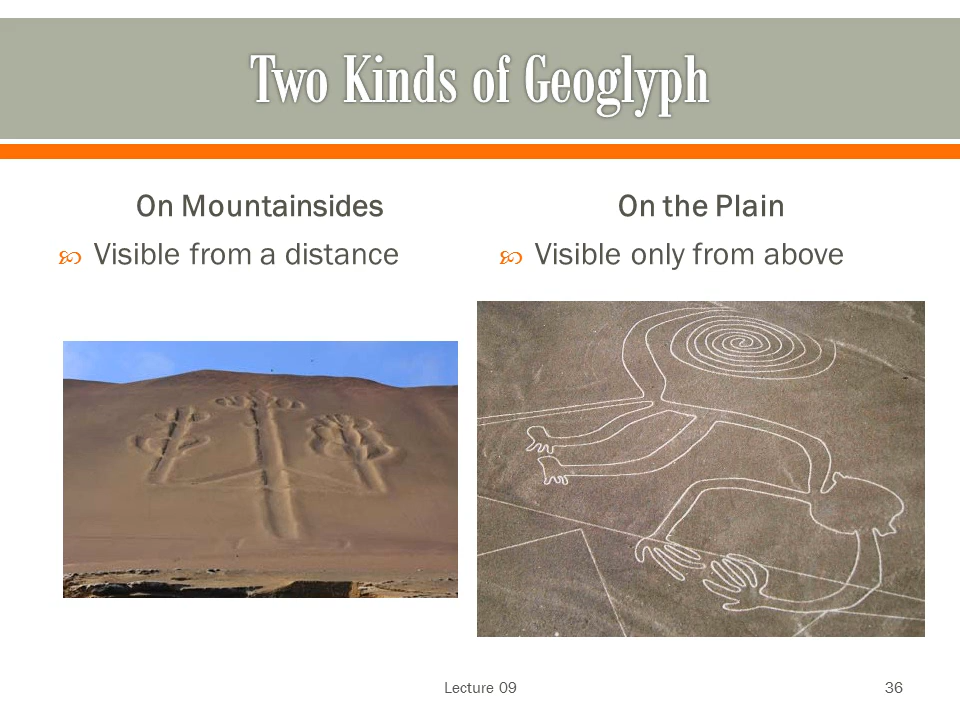 Two Kinds of Geoglyph
On Mountainsides
Visible from a distance
On the Plain
Visible only from above
Lecture 09
36